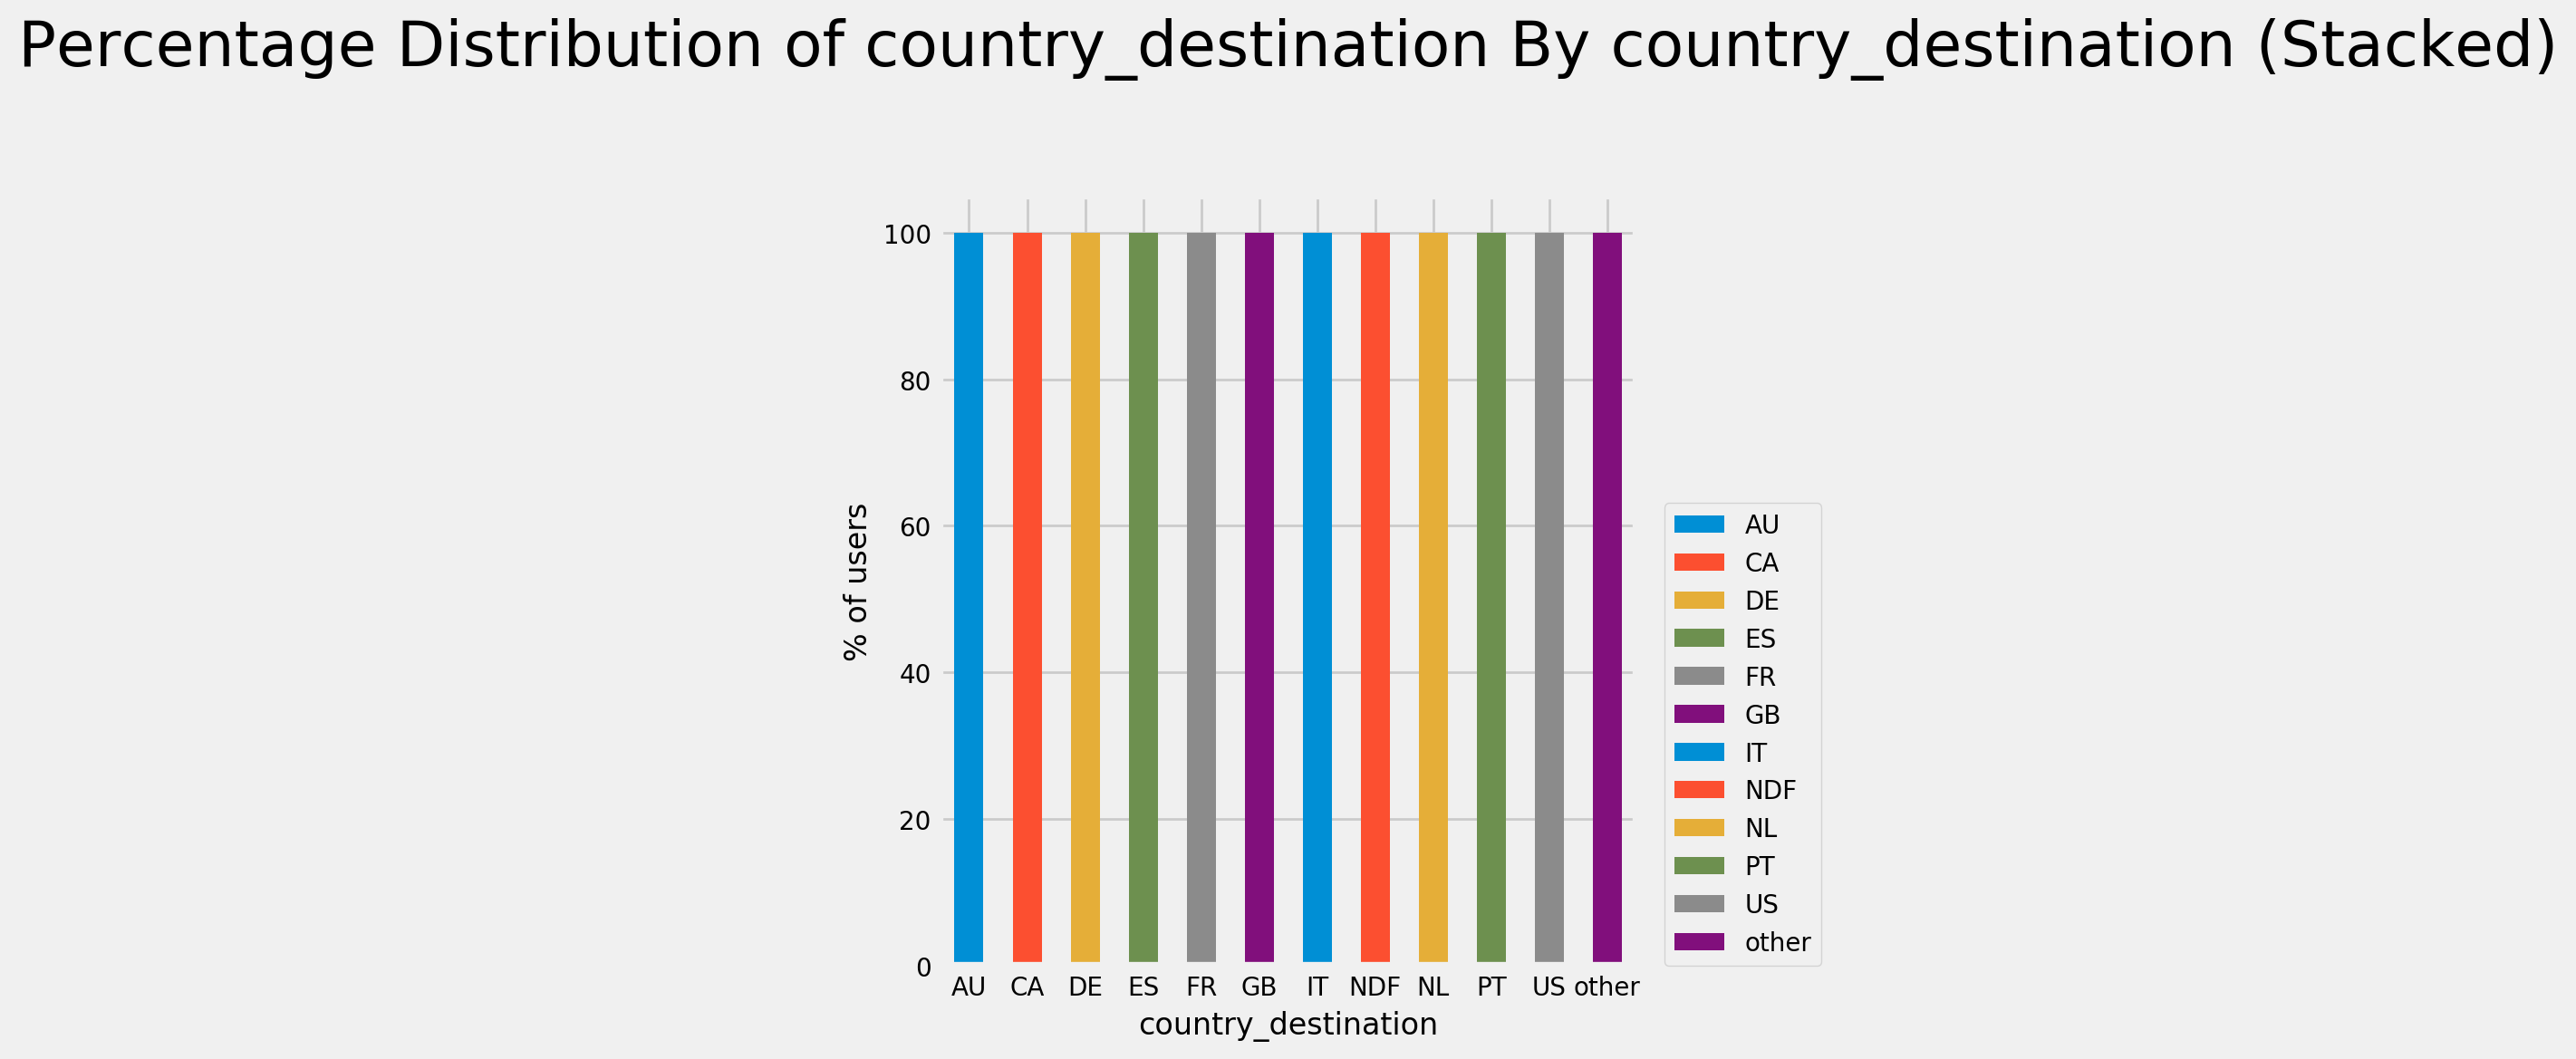 Percentage Distribution of country_destination By country_destination (Stacked)
100
80
60
40
20
0
% of users
AU CA DE ES FR GB IT NDF NL PT US other
country_destination
AU
CA
DE
ES
FR
GB
IT
NDF
NL
PT
US
other